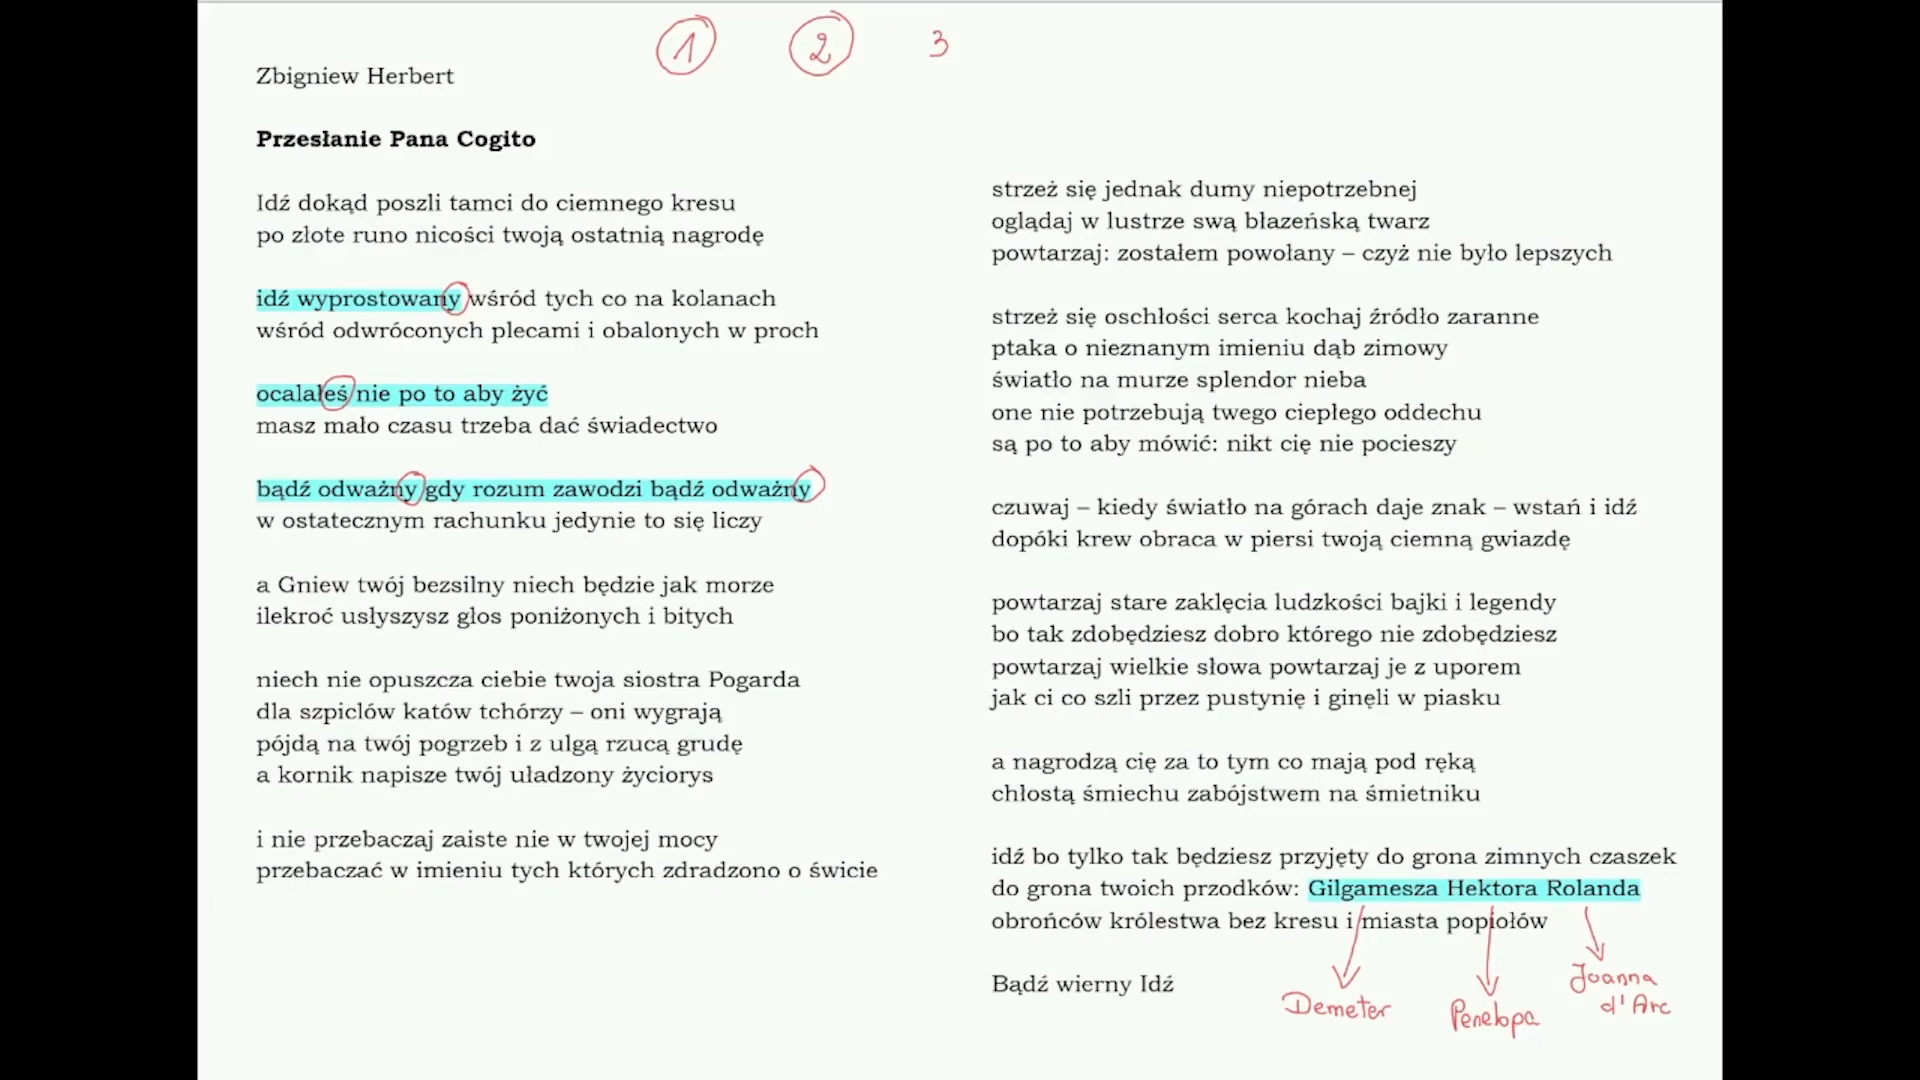 1 2 3
Zbigniew Herbert
Przesłanie Pana Cogito
Idź dokąd poszli tamci do ciemnego kresu
po złote runo nicości twoją ostatnią nagrodę
idź wyprostowany wśród tych co na kolanach
wśród odwróconych plecami i obalonych w proch
ocalałeś nie po to aby żyć
masz mało czasu trzeba dać świadectwo
bądź odważny gdy rozum zawodzi bądź odważny
w ostatecznym rachunku jedynie to się liczy
a Gniew twój bezsilny niech będzie jak morze
ilekroć usłyszysz głos poniżonych i bitych
niech nie opuszcza ciebie twoja siostra Pogarda
dla szpiclów katów tchórzy – oni wygrają
pójdą na twój pogrzeb i z ulgą rzucą grudę
a kornik napisze twój uładzony życiorys
i nie przebaczaj zaiste nie w twojej mocy
przebaczać w imieniu tych których zdradzono o świcie
strzeż się jednak dumy niepotrzebnej
oglądaj w lustrze swą błazeńską twarz
powtarzaj: zostałem powołany – czyż nie było lepszych
strzeż się oschłości serca kochaj źródło zaranne
ptaka o nieznanym imieniu dąb zimowy
światło na murze splendor nieba
one nie potrzebują twego ciepłego oddechu
są po to aby mówić: nikt cię nie pocieszy
czuwaj – kiedy światło na górach daje znak – wstań i idź
dopóki krew obraca w piersi twoją ciemną gwiazdę
powtarzaj stare zaklęcia ludzkości bajki i legendy
bo tak zdobędziesz dobro którego nie zdobędziesz
powtarzaj wielkie słowa powtarzaj je z uporem
jak ci co szli przez pustynię i ginęli w piasku
a nagrodzą cię za to tym co mają pod ręką
chłostą śmiechu zabójstwem na śmietniku
idź bo tylko tak będziesz przyjęty do grona zimnych czaszek
do grona twoich przodków: Gilgamesza Hektora Rolanda
obrońców królestwa bez kresu i miasta popiołów
Bądź wierny Idź
Demeter
Penelopa
Joanna
d'Arc